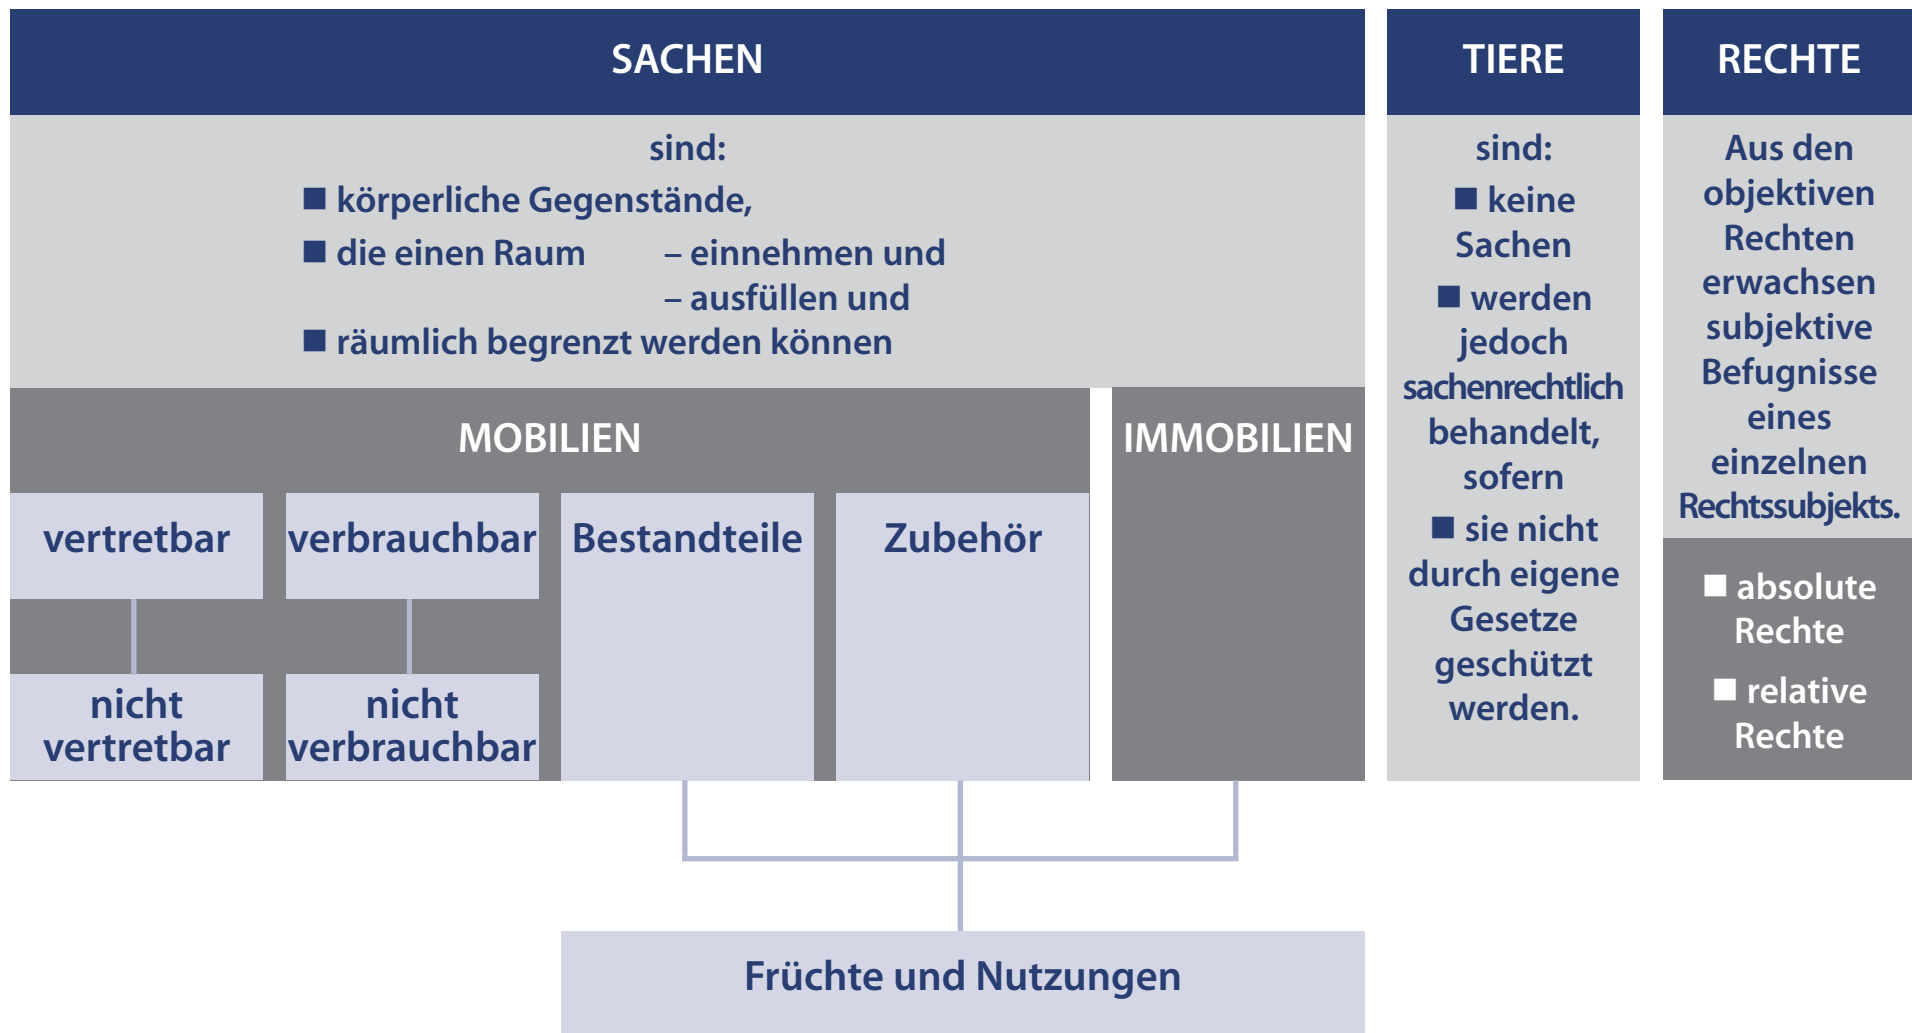 SACHEN
sind:
■ körperliche Gegenstände,
■ die einen Raum – einnehmen und
– ausfüllen und
■ räumlich begrenzt werden können
MOBILIEN
vertretbar
nicht
vertretbar
verbrauchbar
nicht
verbrauchbar
Bestandteile
Zubehör
IMMOBILIEN
Früchte und Nutzungen
TIERE
sind:
■ keine
Sachen
■ werden
jedoch
sachenrechtlich
behandelt,
sofern
■ sie nicht
durch eigene
Gesetze
geschützt
werden.
RECHTE
Aus den
objektiven
Rechten
erwachsen
subjektive
Befugnisse
eines
einzelnen
Rechtssubjekts.
■ absolute
Rechte
■ relative
Rechte